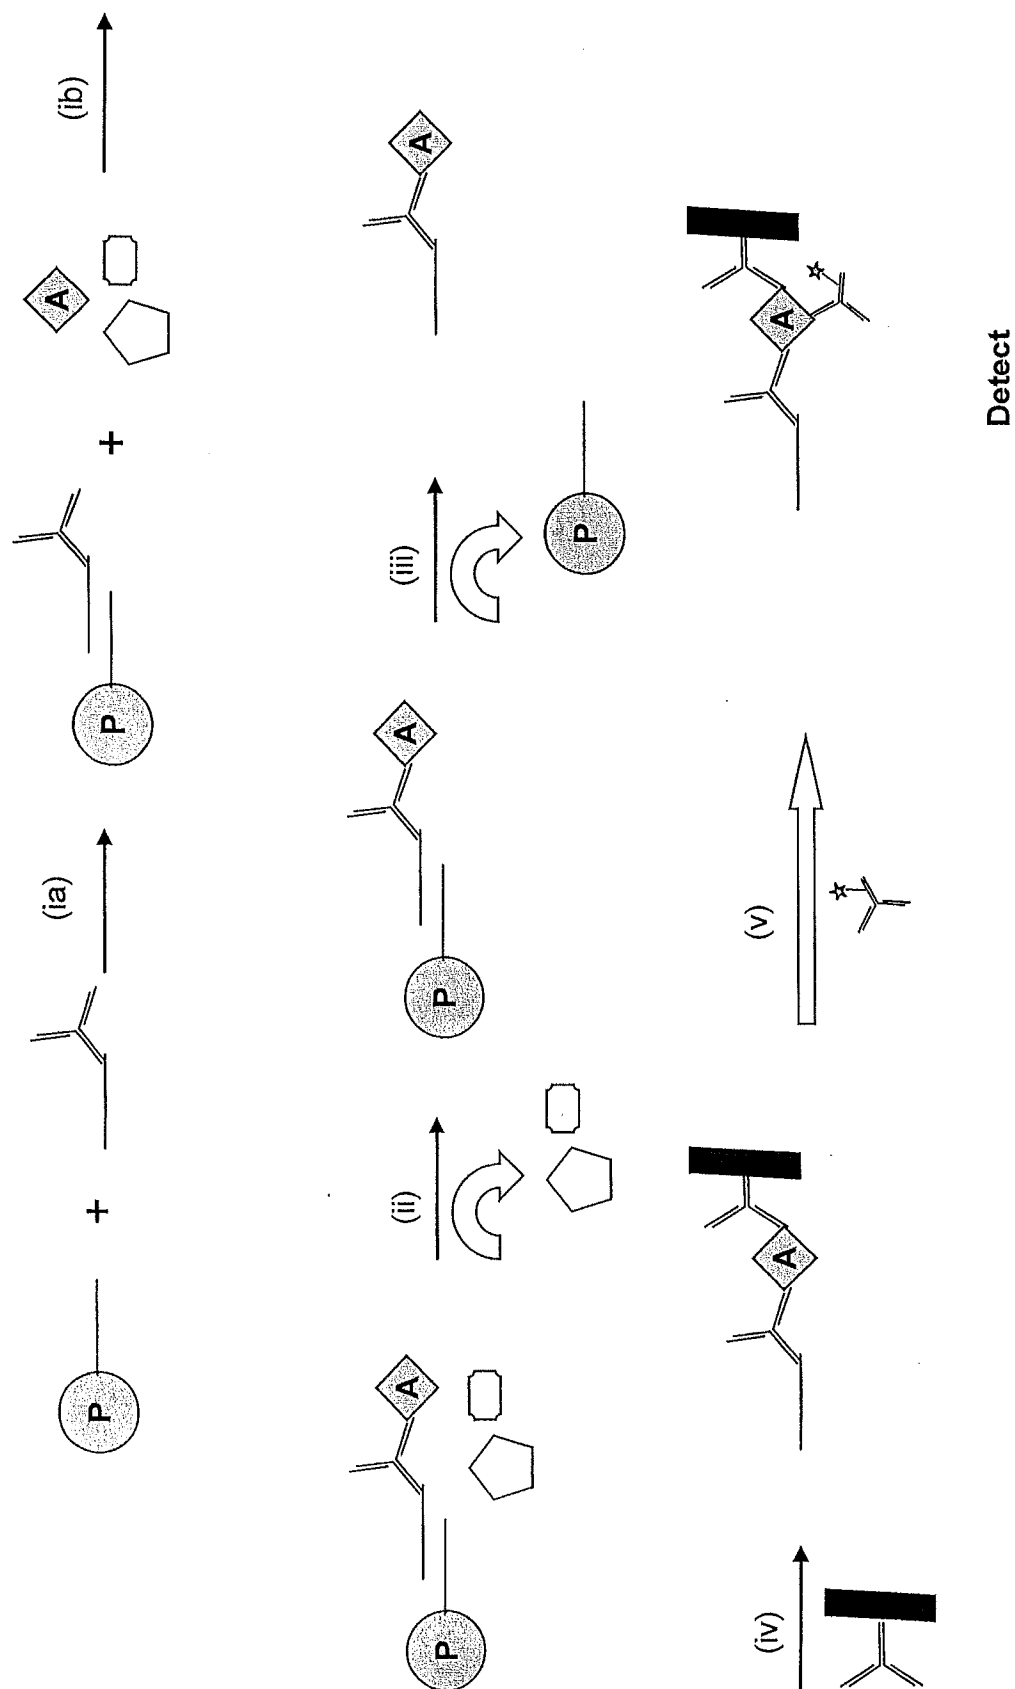 P + (ia) P + A (ib)
P A (ii) P A (iii) A
P
(iv) A (v) A
Detect